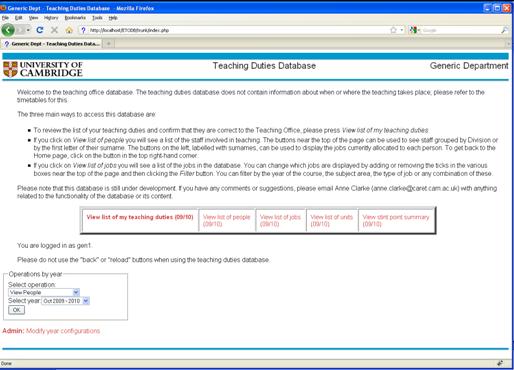 Generic Dept - Teaching Duties Database - Mozilla Firefox
File Edit View History Bookmarks Tools Help
http://localhost/BTODB/trunk/index.php
Google
Generic Dept - Teaching Duties Data...
UNIVERSITY OF
CAMBRIDGE
Teaching Duties Database
Generic Department
Welcome to the teaching office database. The teaching duties database does not contain information about when or where the teaching takes place; please refer to the
timetables for this.
The three main ways to access this database are:
To review the list of your teaching duties and confirm that they are correct to the Teaching Office, please press View list of my teaching duties
If you click on View list of people you will see a list of the staff involved in teaching. The buttons near the top of the page can be used to see staff grouped by Division or
by the first letter of their surname. The buttons on the left, labelled with surnames, can be used to display the jobs currently allocated to each person. To get back to the
Home page, click on the button in the top right-hand corner.
If you click on View list of jobs you will see a list of the jobs in the database. You can change which jobs are displayed by adding or removing the ticks in the various
boxes near the top of the page and then clicking the Filter button. You can filter by the year of the course, the subject area, the type of job or any combination of these.
Please note that this database is still under development. If you have any comments or suggestions, please email Anne Clarke (anne.clarke@caret.cam.ac.uk) with anything
related to the functionality of the database or its content.
View list of my teaching duties (09/10)
View list of people
(09/10)
View list of jobs
(09/10)
View list of units
(09/10)
View stint point summary
(09/10)
You are logged in as gen1.
Please do not use the "back" or "reload" buttons when using the teaching duties database.
Operations by year
Select operation:
View People
Select year: Oct 2009 - 2010
OK
Admin: Modify year configurations
Done